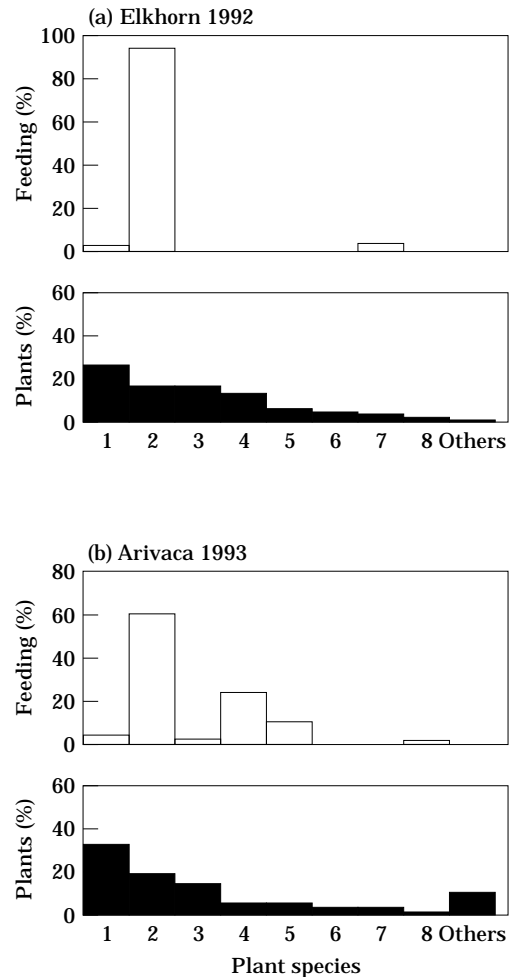 (a) Elkhorn 1992
Feeding (%)
100
80
60
40
20
0
Plants (%)
60
40
20
0
1 2 3 4 5 6 7 8 Others
(b) Arivaca 1993
Feeding (%)
80
60
40
20
0
Plants (%)
60
40
20
0
1 2 3 4 5 6 7 8 Others
Plant species